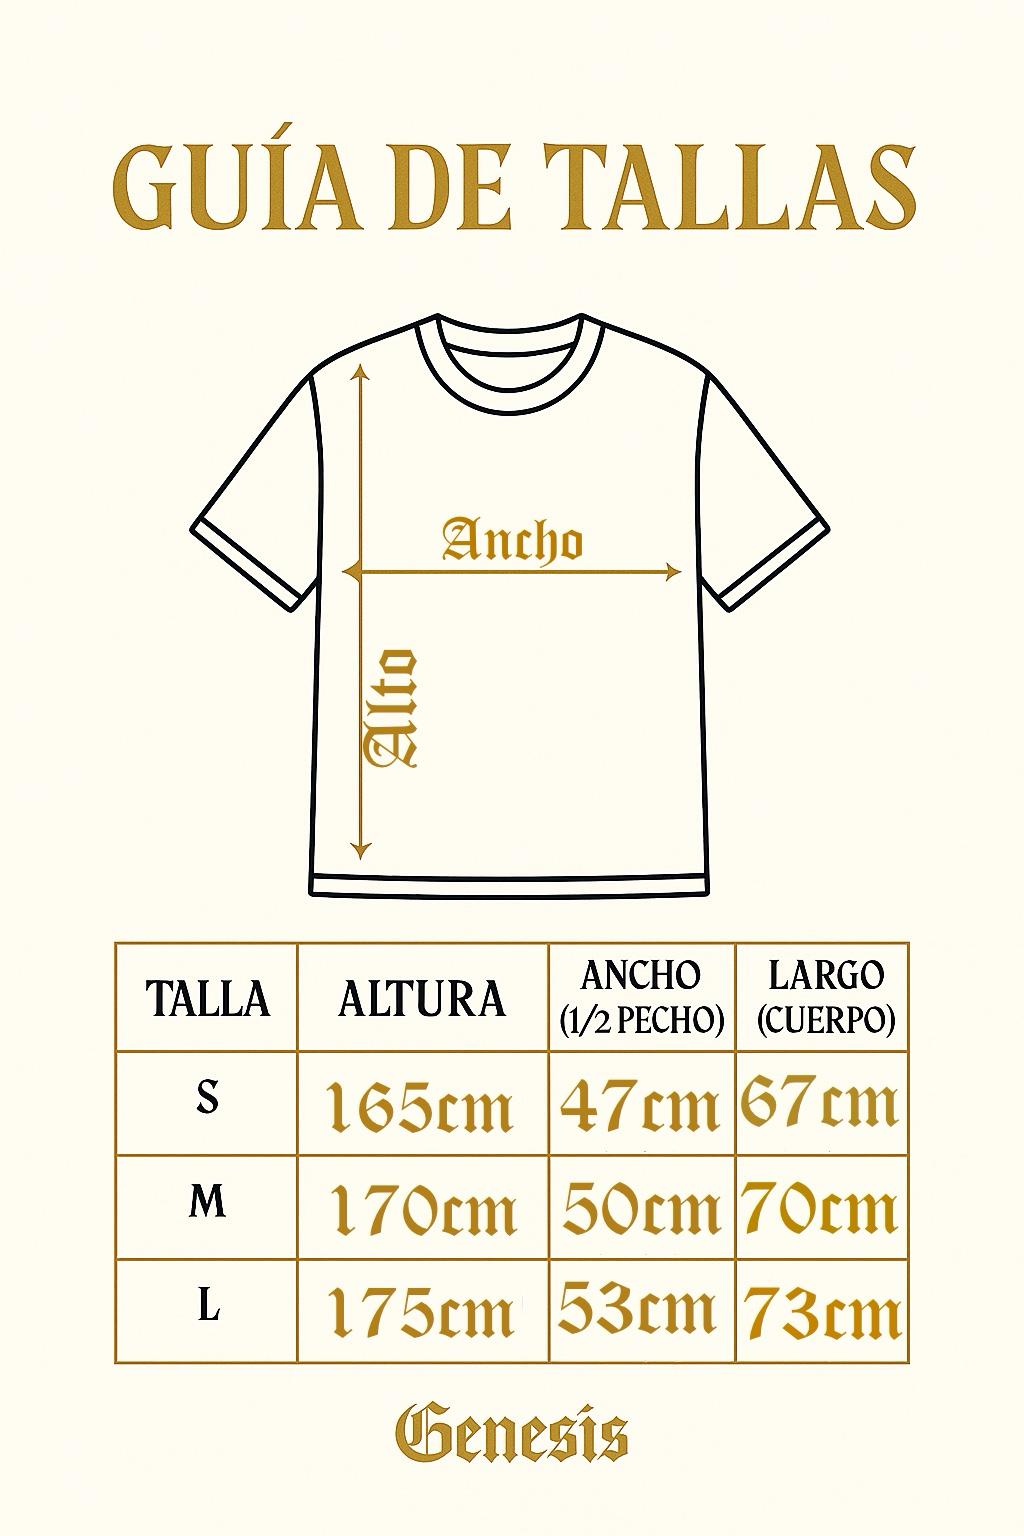 GUÍA DE TALLAS
Ancho
Alto
TALLA ALTURA ANCHO (1/2 PECHO) LARGO (CUERPO)
S 165cm 47cm 67cm
M 170cm 50cm 70cm
L 175cm 53cm 73cm
Genesis